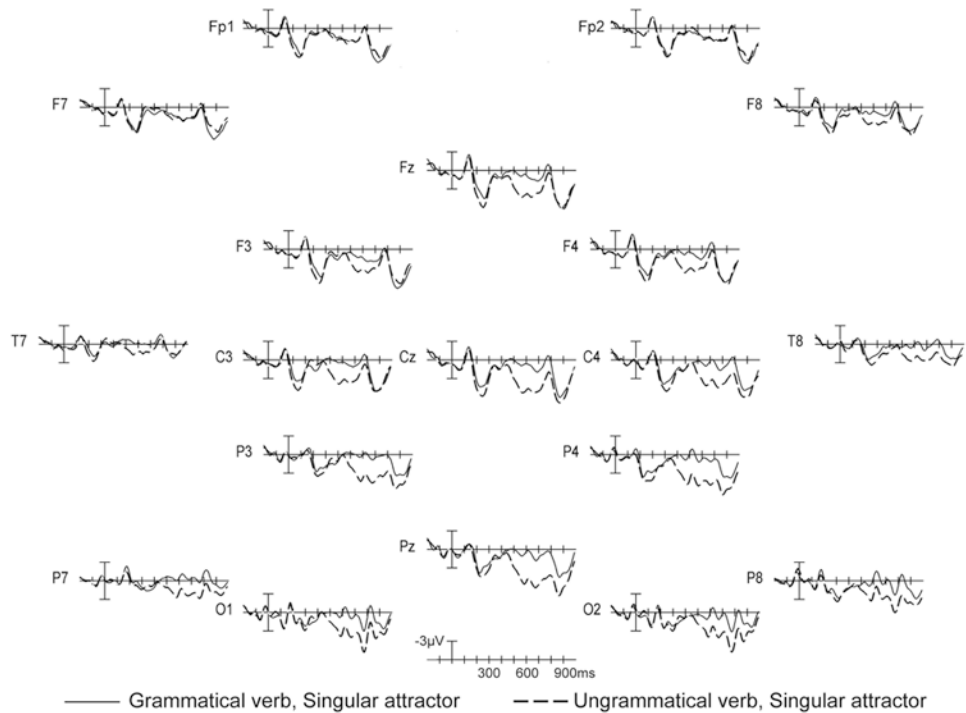 Fp1 Fp2
F7 F8
Fz
F3 F4
T7 C3 Cz C4 T8
P3 P4
Pz
P7 P8
O1 O2
-3µV
300 600 900ms
Grammatical verb, Singular attractor Ungrammatical verb, Singular attractor